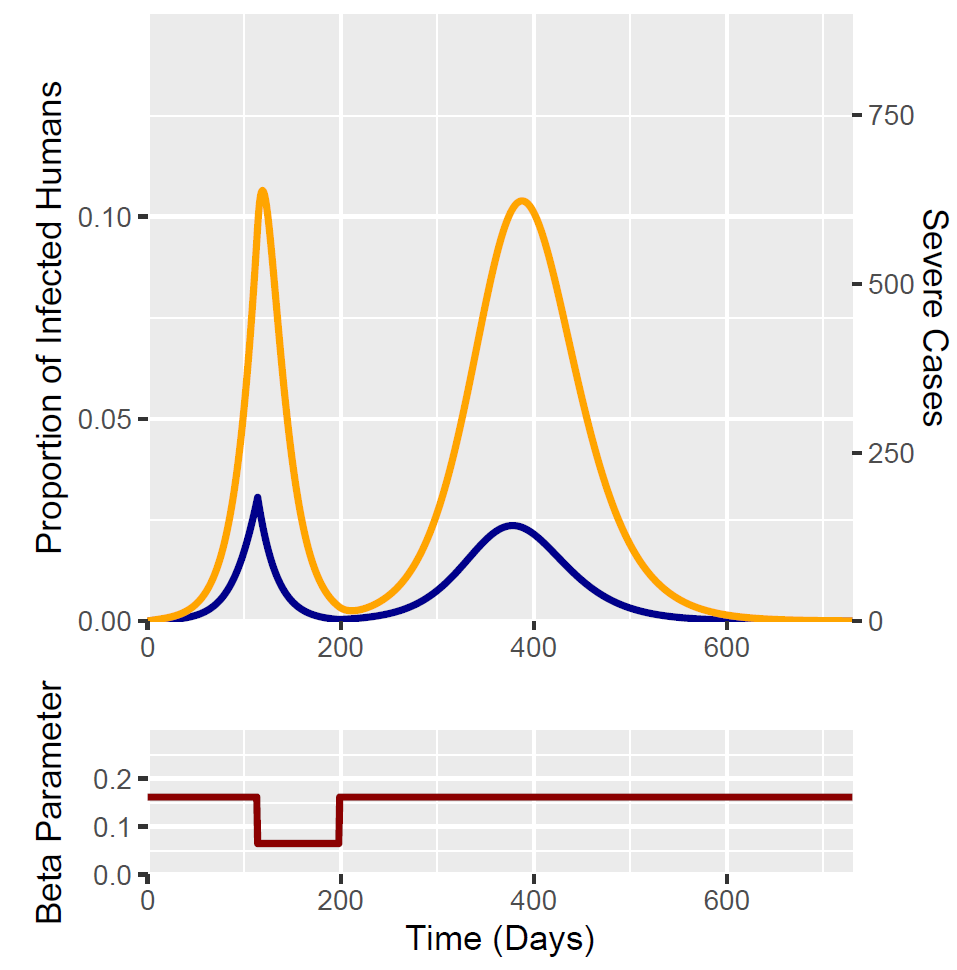 Proportion of Infected Humans
0.10
0.05
0.00
750
500
250
0
Severe Cases
0 200 400 600
Beta Parameter
0.2
0.1
0.0
0 200 400 600
Time (Days)